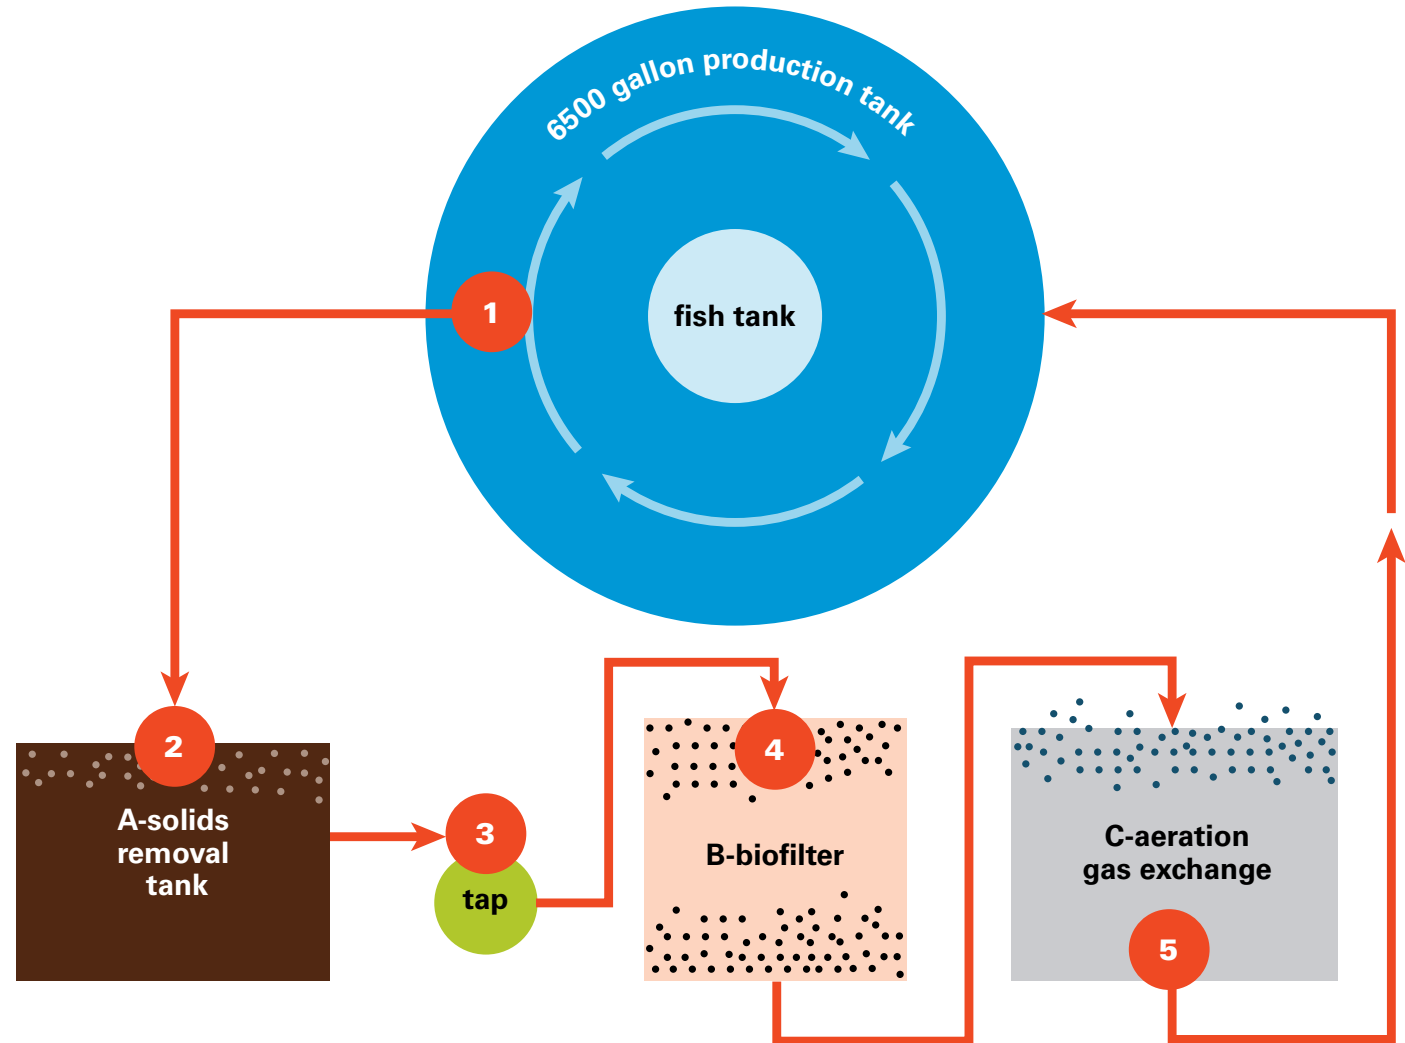 6500 gallon production tank
fish tank
1
2
A-solids
removal
tank
3
tap
4
B-biofilter
C-aeration
gas exchange
5